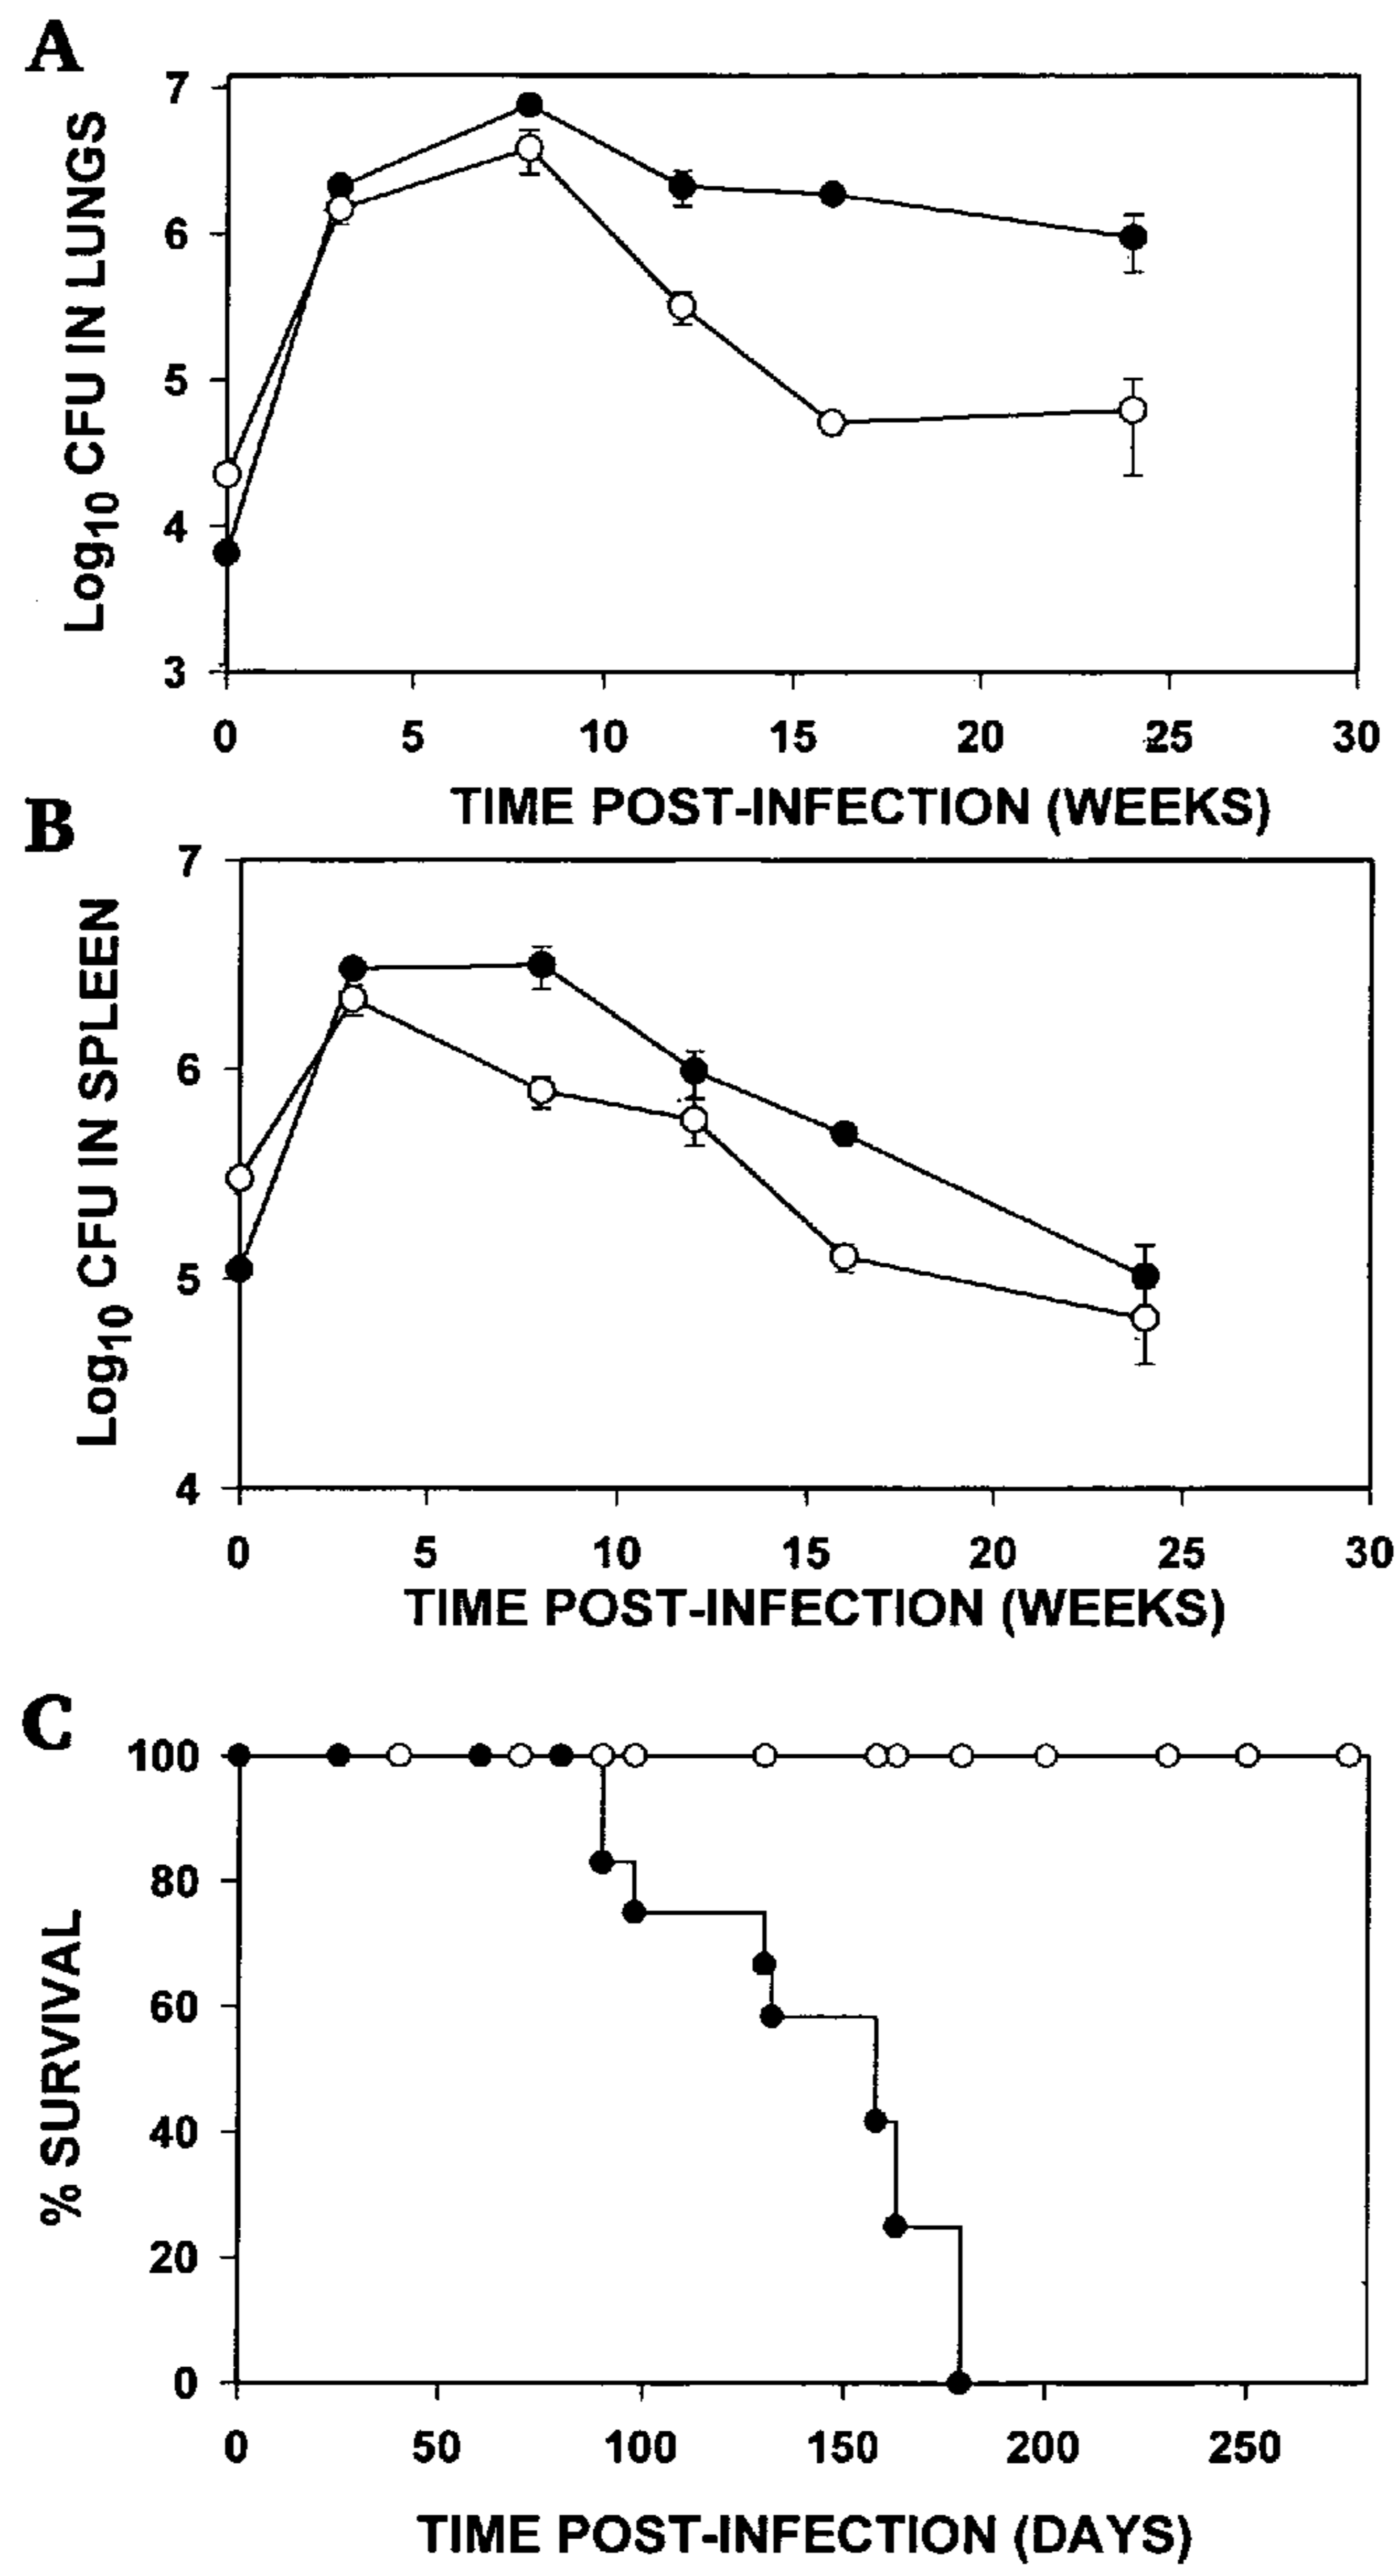 A
7
6
5
4
3
Log10 CFU IN LUNGS
0 5 10 15 20 25 30
TIME POST-INFECTION (WEEKS)
B
7
6
5
4
Log10 CFU IN SPLEEN
0 5 10 15 20 25 30
TIME POST-INFECTION (WEEKS)
C
100
80
60
40
20
0
% SURVIVAL
0 50 100 150 200 250
TIME POST-INFECTION (DAYS)